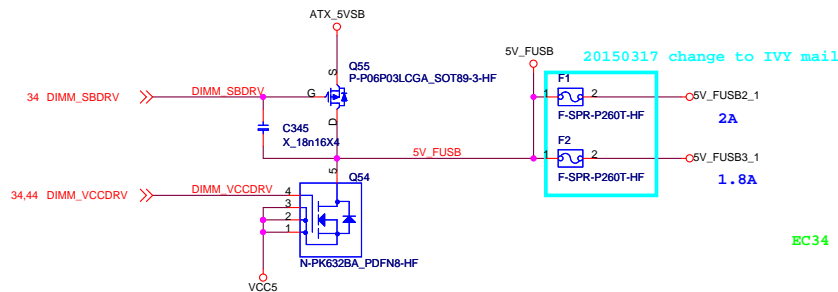 ATX_5VSB
5V_FUSB
20150317 change to IVY mail
Q55
P-P06P03LCGA_SOT89-3-HF
S
G
D
F1
1
2
F-SPR-P260T-HF
5V_FUSB2_1
2A
34 DIMM_SBDRV
DIMM_SBDRV
C345
X_18n16X4
F2
1
2
F-SPR-P260T-HF
5V_FUSB
5V_FUSB3_1
1.8A
34,44 DIMM_VCCDRV
DIMM_VCCDRV
5
Q54
4
3
2
1
EC34
N-PK632BA_PDFN8-HF
VCC5